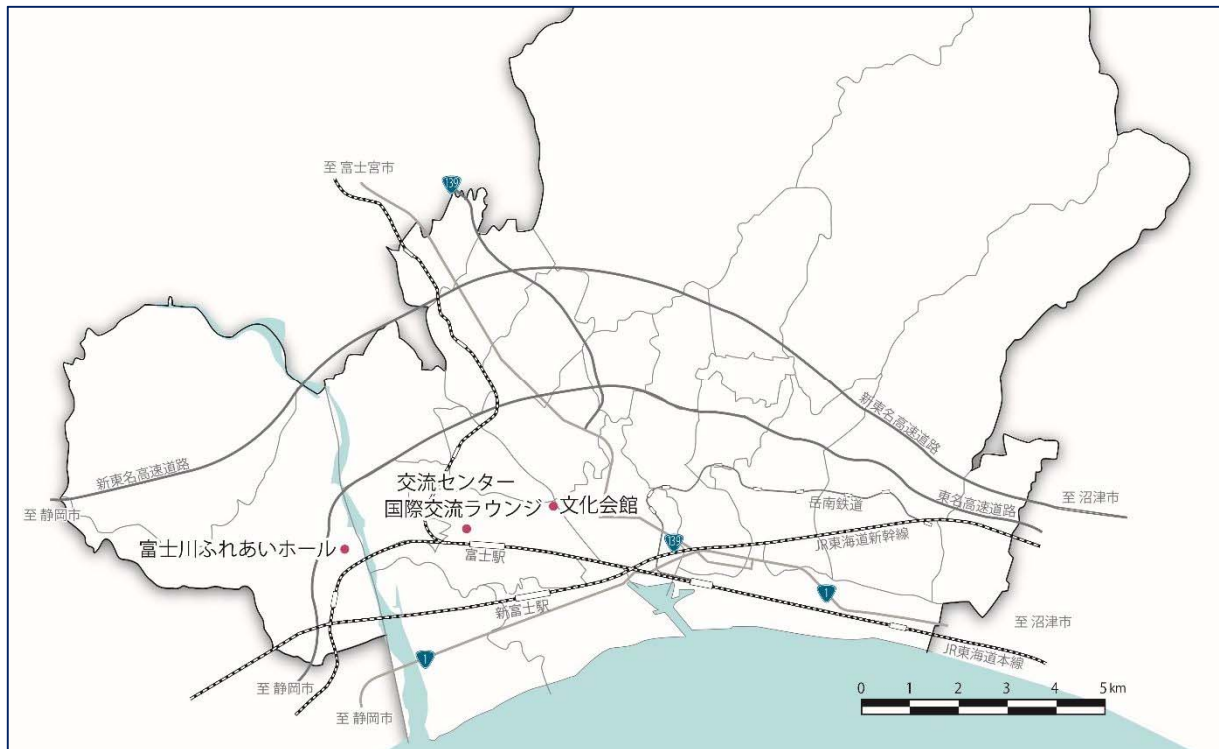 至 富士宮市
139
新東名高速道路
新東名高速道路
至 静岡市
交流センター
国際交流ラウンジ
文化会館
岳南鉄道
東名高速道路
至 沼津市
富士川ふれあいホール
富士駅
139
JR東海道新幹線
新富士駅
1
至 沼津市
1
JR東海道本線
至 静岡市
至 静岡市
0 1 2 3 4 5km